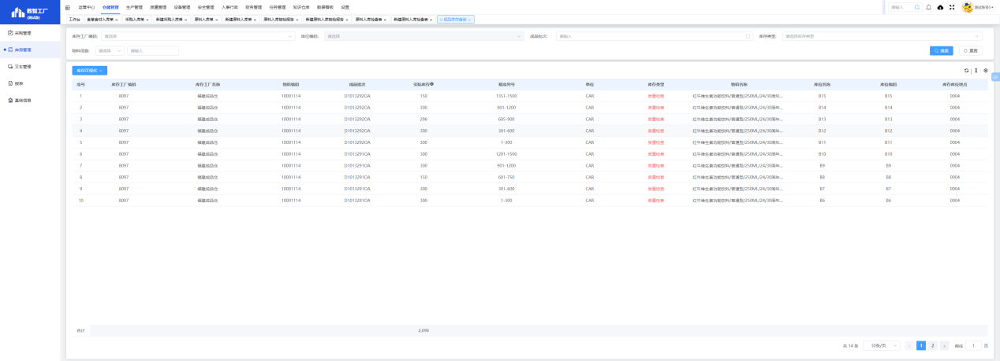 数智工厂
(测试版)
运营中心 仓储管理 生产管理 质量管理 设备管理 安全管理 人事行政 财务管理 任务管理 知识仓库 数据看板 设置
请输入
工作台 食堂食材入库单 × 采购入库单 × 新建采购入库单 × 原料入库单 × 新建原料入库单 × 原料入库验检报告 × 新建原料入库验检报告 × 原料入库检查表 × 新建原料入库检查表 × 成品库存查询 ×
采购管理
库存管理
叉车管理
报表
基础信息
库存工厂编码: 请选择 库位编码: 请选择 成品批次: 请输入 库存类型: 请选择库存类型
物料信息: 请选择 请输入 搜索 重置
库存可视化
序号 库存工厂编码 库存工厂名称 物料编码 成品批次 实际库存 箱序列号 单位 库存类型 物料名称 库位名称 库位编码 库存库位地点
1 8097 福建成品仓 10001114 D1013292OA 150 1351-1500 CAR 质量检查 红牛维生素功能饮料/普通型/250ML/24/30周年... B15 B15 0004
2 8097 福建成品仓 10001114 D1013292OA 300 901-1200 CAR 质量检查 红牛维生素功能饮料/普通型/250ML/24/30周年... B14 B14 0004
3 8097 福建成品仓 10001114 D1013292OA 296 605-900 CAR 质量检查 红牛维生素功能饮料/普通型/250ML/24/30周年... B13 B13 0004
4 8097 福建成品仓 10001114 D1013292OA 300 301-600 CAR 质量检查 红牛维生素功能饮料/普通型/250ML/24/30周年... B12 B12 0004
5 8097 福建成品仓 10001114 D1013292OA 300 1-300 CAR 质量检查 红牛维生素功能饮料/普通型/250ML/24/30周年... B11 B11 0004
6 8097 福建成品仓 10001114 D1013291OA 300 1201-1500 CAR 质量检查 红牛维生素功能饮料/普通型/250ML/24/30周年... B10 B10 0004
7 8097 福建成品仓 10001114 D1013291OA 300 901-1200 CAR 质量检查 红牛维生素功能饮料/普通型/250ML/24/30周年... B9 B9 0004
8 8097 福建成品仓 10001114 D1013291OA 150 601-750 CAR 质量检查 红牛维生素功能饮料/普通型/250ML/24/30周年... B8 B8 0004
9 8097 福建成品仓 10001114 D1013291OA 300 301-600 CAR 质量检查 红牛维生素功能饮料/普通型/250ML/24/30周年... B7 B7 0004
10 8097 福建成品仓 10001114 D1013291OA 300 1-300 CAR 质量检查 红牛维生素功能饮料/普通型/250ML/24/30周年... B6 B6 0004
合计 2,696
共 14 条 10条/页 1 2 前往 1 页